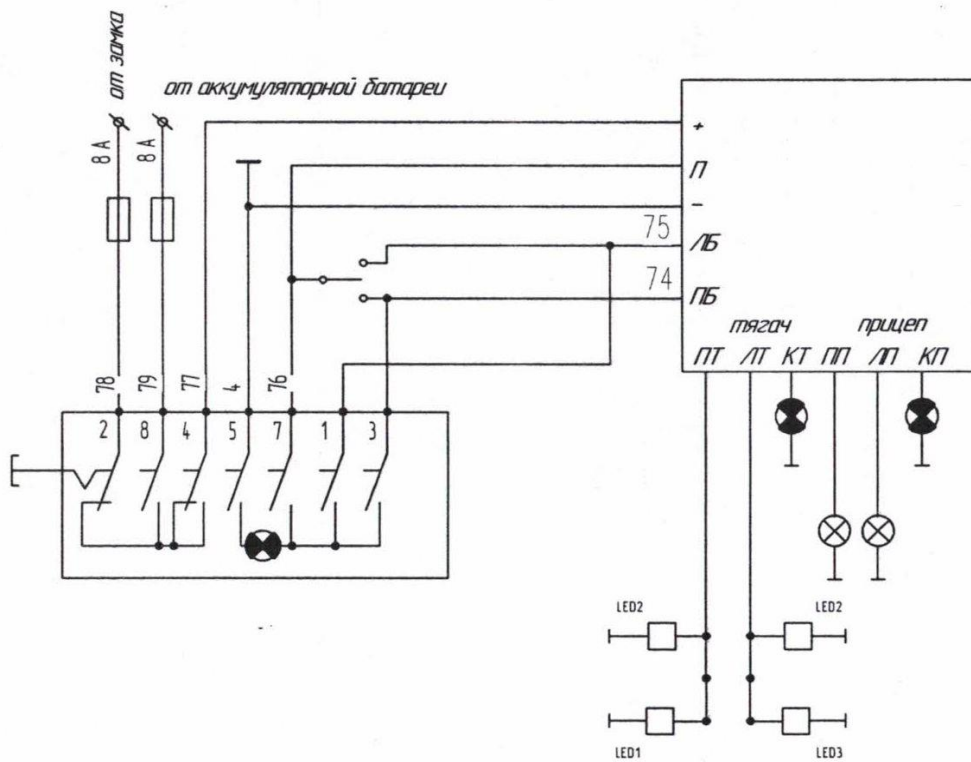 от замка
от аккумуляторной батареи
8 А
8 А
+
П
-
75
ЛБ
74
ПБ
тягач
прицеп
ПТ ЛТ КТ ПП ЛП КП
78 79 77 4 76
2 8 4 5 7 1 3
LED2
LED2
LED1
LED3